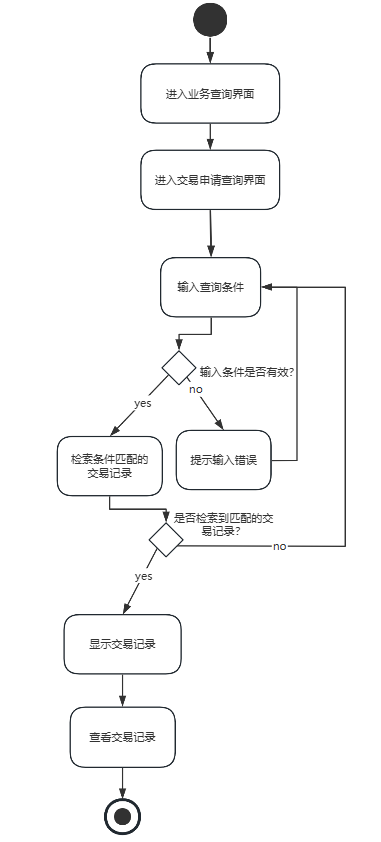 进入业务查询界面
进入交易申请查询界面
输入查询条件
输入条件是否有效?
yes
no
检索条件匹配的
交易记录
提示输入错误
是否检索到匹配的交
易记录?
no
yes
显示交易记录
查看交易记录